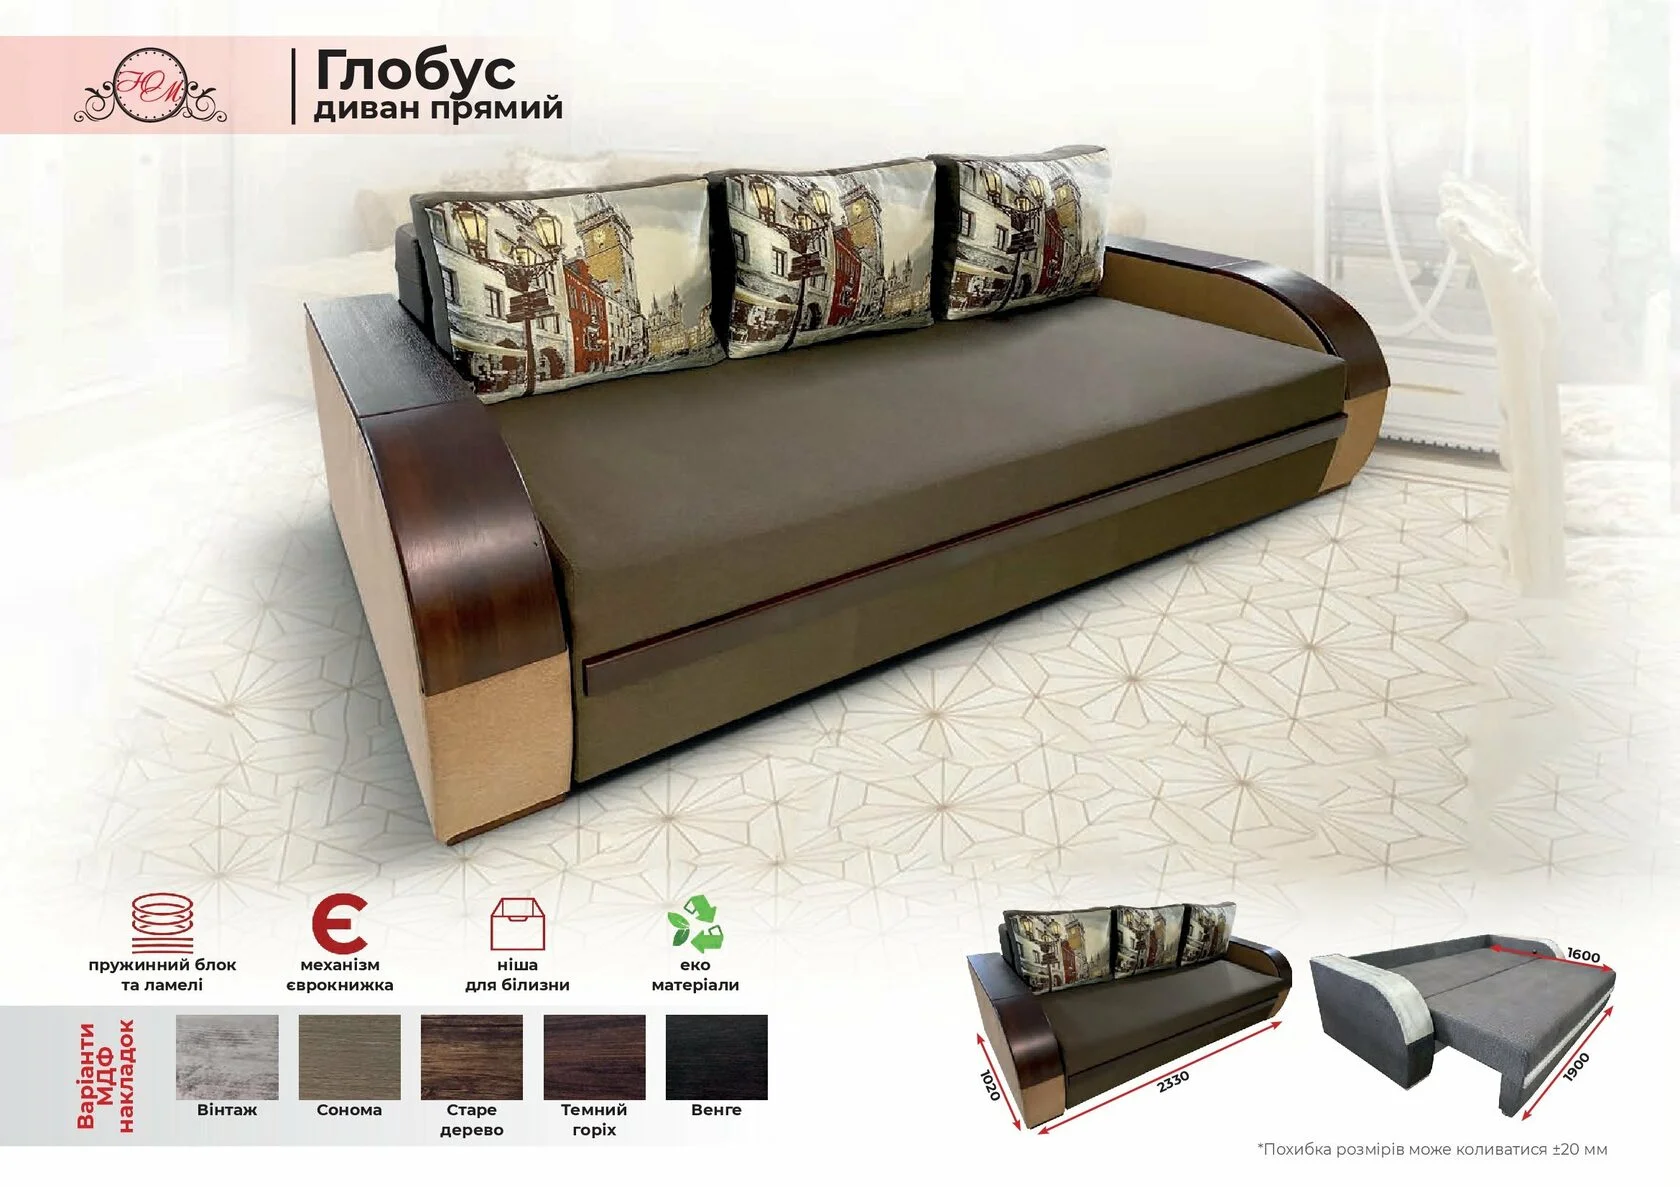 ЮМ
Глобус
диван прямий
пружинний блок
та ламелі
Є
механізм
єврокнижка
ніша
для білизни
еко
матеріали
Варіанти
МДФ
накладок
Вінтаж
Сонома
Старе
дерево
Темний
горіх
Венге
1020
2330
1600
1900
*Похибка розмірів може коливатися ±20 мм